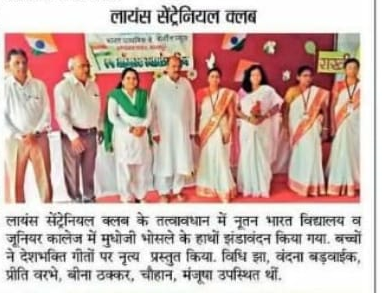 लायंस सेंट्रेनियल क्लब
राखी
लायंस सेंट्रेनियल क्लब के तत्वावधान में नूतन भारत विद्यालय व
जूनियर कालेज में मुधोजी भोसले के हाथों झंडावंदन किया गया. बच्चों
ने देशभक्ति गीतों पर नृत्य प्रस्तुत किया. विधि झा, वंदना बड़वाईक,
प्रीति वरभे, बीना ठक्कर, चौहान, मंजूषा उपस्थित थीं.